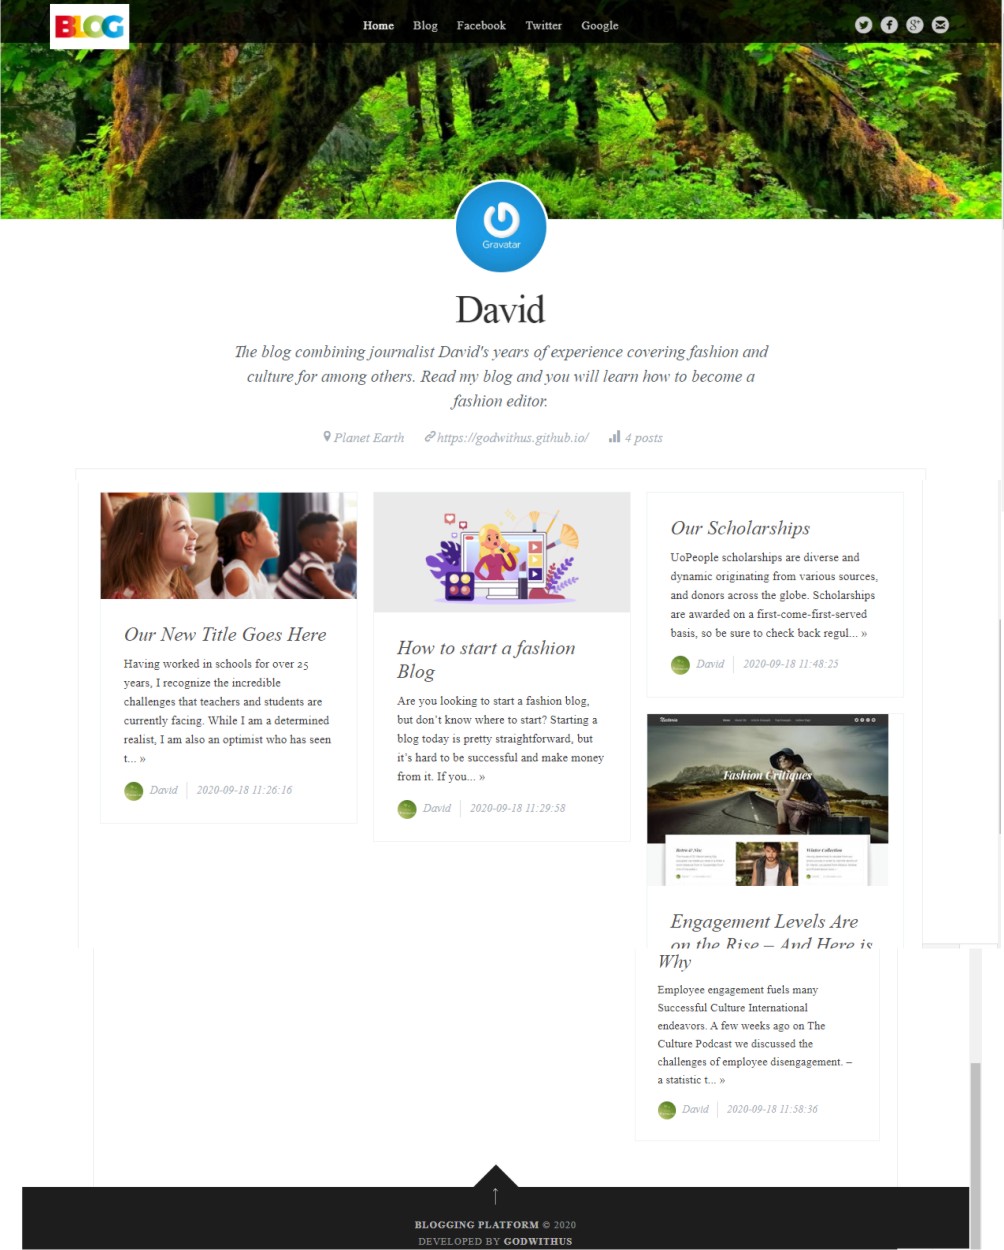 BLOG
Home Blog Facebook Twitter Google
Gravatar
David
The blog combining journalist David's years of experience covering fashion and
culture for among others. Read my blog and you will learn how to become a
fashion editor.
Planet Earth https://godwithus.github.io/ 4 posts
Our New Title Goes Here
Having worked in schools for over 25
years, I recognize the incredible
challenges that teachers and students are
currently facing. While I am a determined
realist, I am also an optimist who has seen
t... »
David 2020-09-18 11:26:16
How to start a fashion
Blog
Are you looking to start a fashion blog,
but don't know where to start? Starting a
blog today is pretty straightforward, but
it's hard to be successful and make money
from it. If you... »
David 2020-09-18 11:29:58
Our Scholarships
UoPeople scholarships are diverse and
dynamic originating from various sources,
and donors across the globe. Scholarships
are awarded on a first-come-first-served
basis, so be sure to check back regul... »
David 2020-09-18 11:48:25
Fashion Critiques
Winter Collection
Engagement Levels Are
on the Rise – And Here is
Why
Employee engagement fuels many
Successful Culture International
endeavors. A few weeks ago on The
Culture Podcast we discussed the
challenges of employee disengagement. –
a statistic t... »
David 2020-09-18 11:58:36
BLOGGING PLATFORM © 2020
DEVELOPED BY GODWITHUS